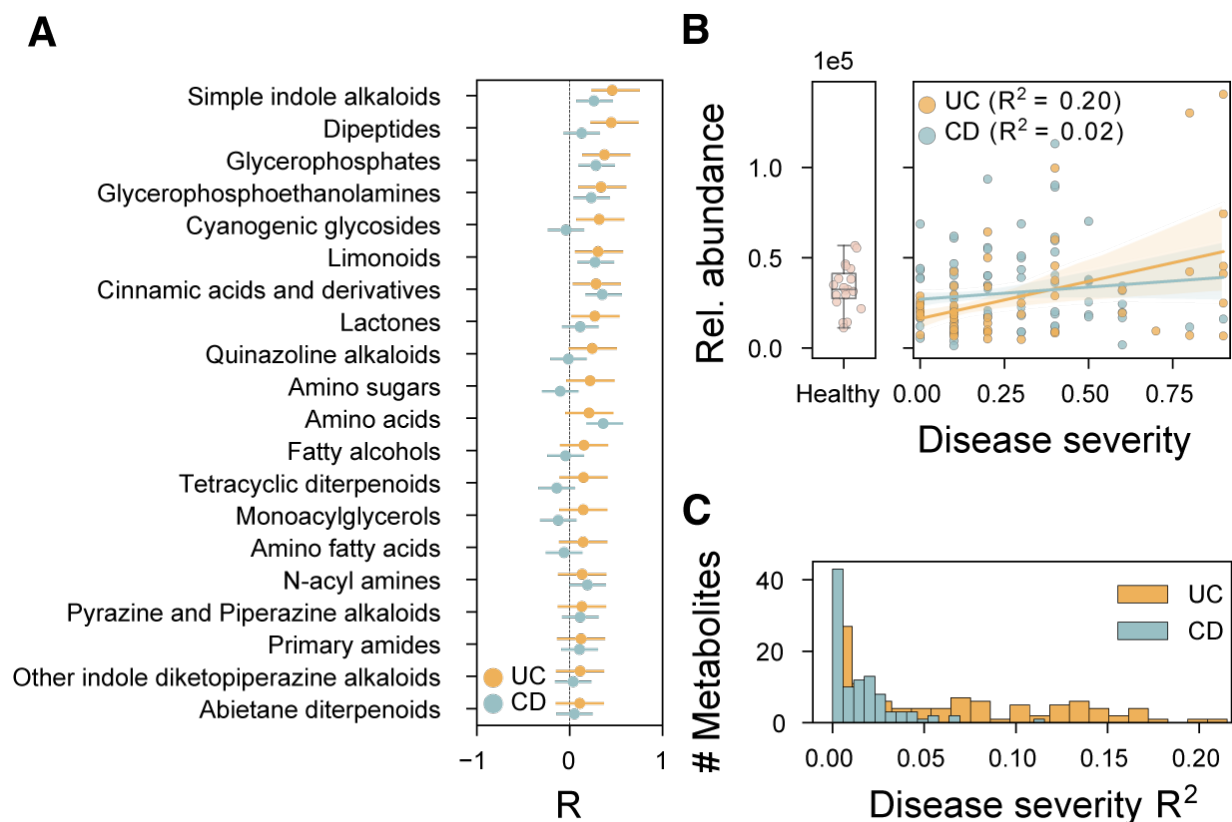 A
Simple indole alkaloids
Dipeptides
Glycerophosphates
Glycerophosphoethanolamines
Cyanogenic glycosides
Limonoids
Cinnamic acids and derivatives
Lactones
Quinazoline alkaloids
Amino sugars
Amino acids
Fatty alcohols
Tetracyclic diterpenoids
Monoacylglycerols
Amino fatty acids
N-acyl amines
Pyrazine and Piperazine alkaloids
Primary amides
Other indole diketopiperazine alkaloids
Abietane diterpenoids
UC
CD
−1 0 1
R
B
1e5
Rel. abundance
1.0
0.5
0.0
Healthy
UC (R² = 0.20)
CD (R² = 0.02)
0.00 0.25 0.50 0.75
Disease severity
C
# Metabolites
40
20
0
UC
CD
0.00 0.05 0.10 0.15 0.20
Disease severity R²